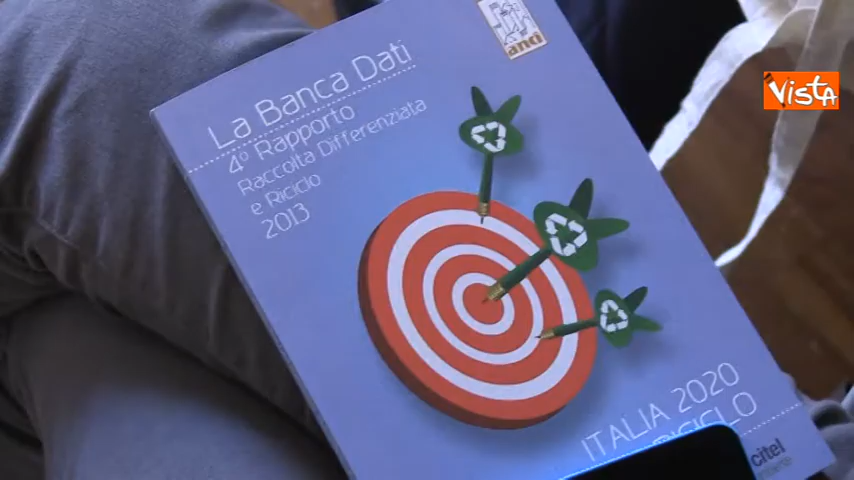 anci
VISTA
La Banca Dati
4° Rapporto
Raccolta Differenziata
e Riciclo
2013
ITALIA 2020
RICICLO
citel